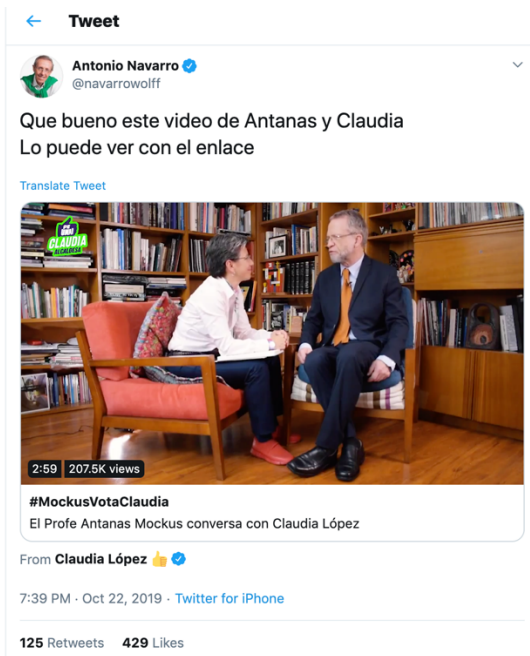 Tweet
Antonio Navarro
@navarrowolff
Que bueno este video de Antanas y Claudia
Lo puede ver con el enlace
Translate Tweet
CLAUDIA
ALCALDESA
2:59 207.5K views
#MockusVotaClaudia
El Profe Antanas Mockus conversa con Claudia López
From Claudia López 👍
7:39 PM · Oct 22, 2019 · Twitter for iPhone
125 Retweets 429 Likes